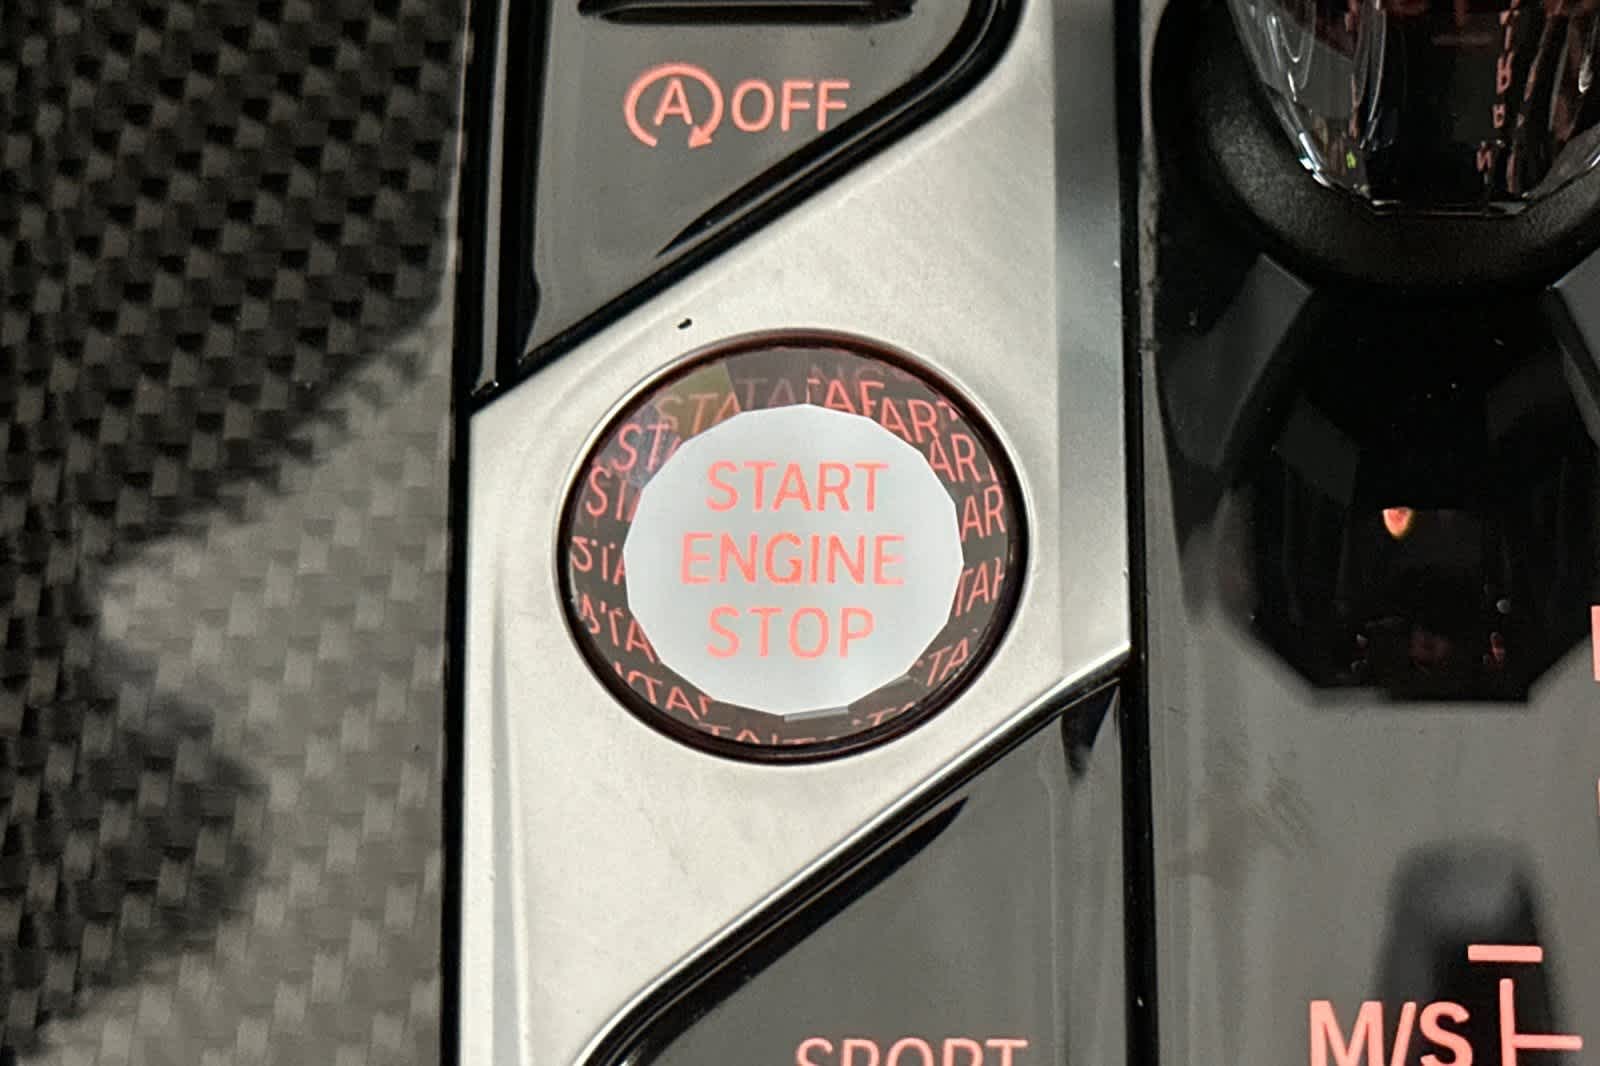 A OFF
START
ENGINE
STOP
SPORT
M/S